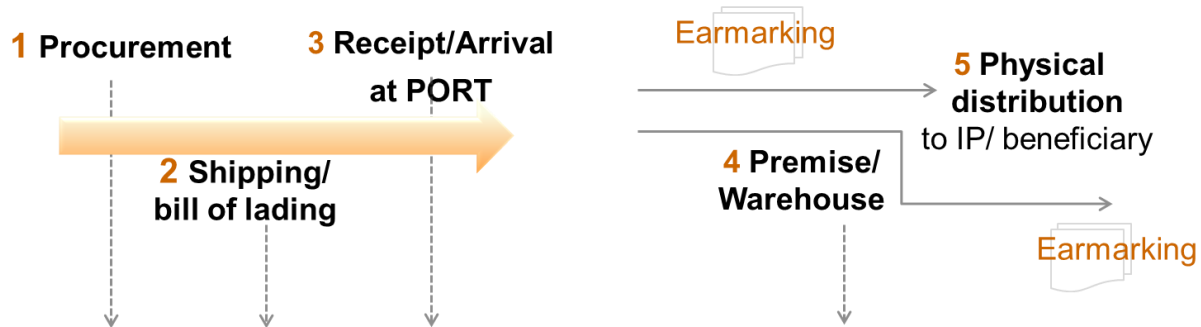 1 Procurement
2 Shipping/
bill of lading
3 Receipt/Arrival
at PORT
Earmarking
4 Premise/
Warehouse
5 Physical
distribution
to IP/ beneficiary
Earmarking